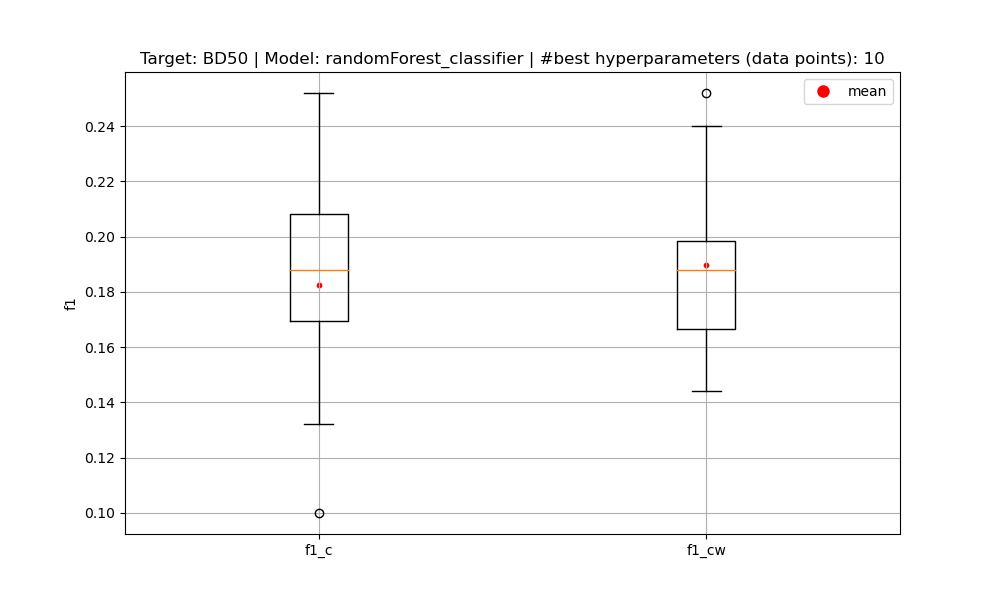 Target: BD50 | Model: randomForest_classifier | #best hyperparameters (data points): 10
mean
0.24
0.22
0.20
0.18
0.16
0.14
0.12
0.10
f1
f1_c
f1_cw